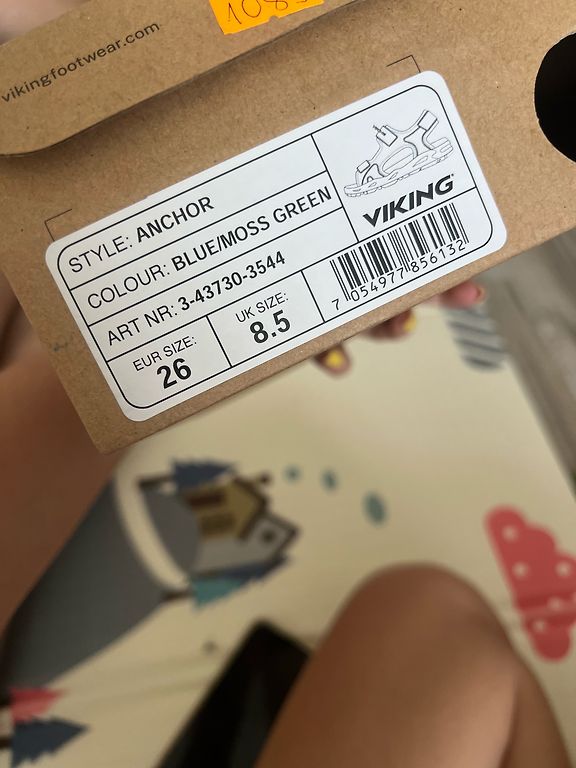 vikingfootwear.com
STYLE: ANCHOR
COLOUR: BLUE/MOSS GREEN
ART NR: 3-43730-3544
EUR SIZE:
26
UK SIZE:
8.5
VIKING
7 054977 856132